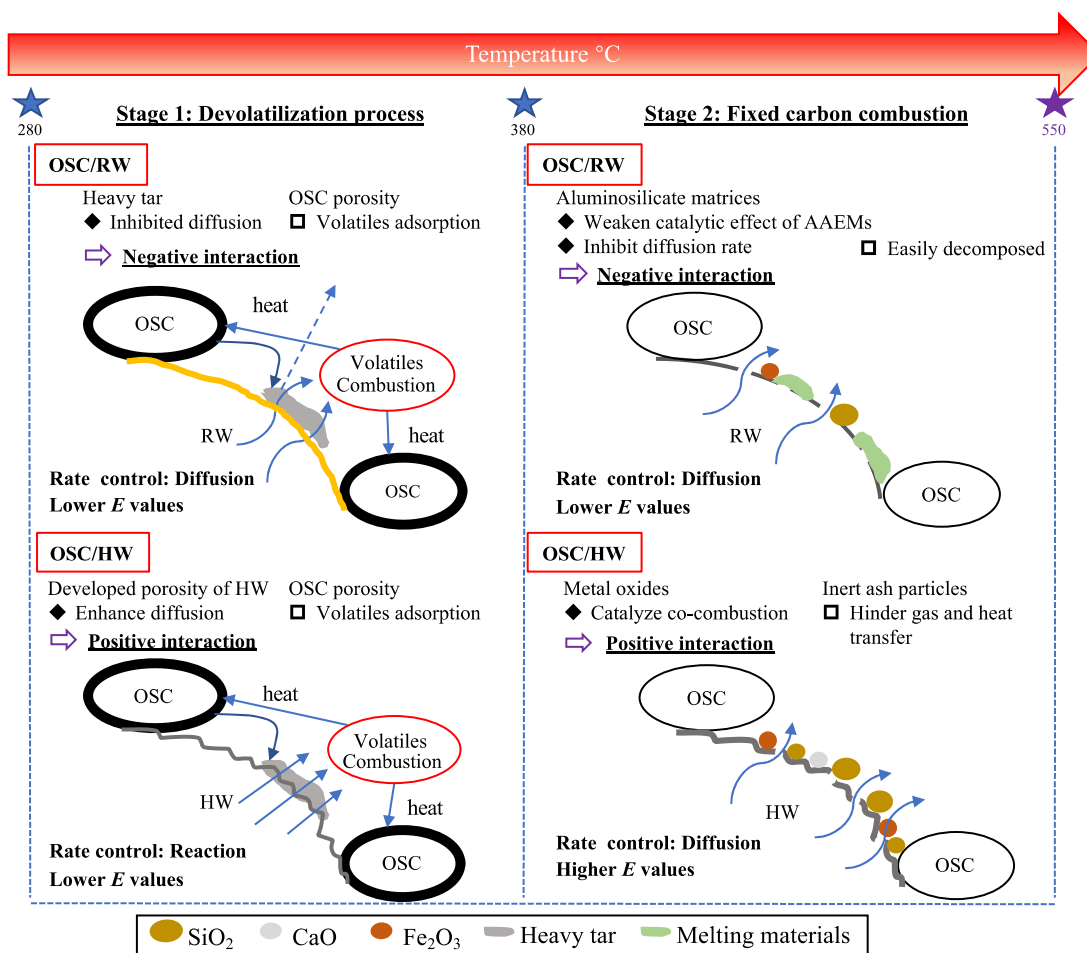 Temperature °C
280
Stage 1: Devolatilization process
380
Stage 2: Fixed carbon combustion
550
OSC/RW
Heavy tar
◆ Inhibited diffusion
OSC porosity
Volatiles adsorption
Negative interaction
OSC
heat
Volatiles
Combustion
RW
heat
OSC
Rate control: Diffusion
Lower E values
OSC/RW
Aluminosilicate matrices
◆ Weaken catalytic effect of AAEMs
◆ Inhibit diffusion rate
Easily decomposed
Negative interaction
OSC
RW
OSC
Rate control: Diffusion
Lower E values
OSC/HW
Developed porosity of HW
◆ Enhance diffusion
OSC porosity
Volatiles adsorption
Positive interaction
OSC
heat
Volatiles
Combustion
HW
heat
OSC
Rate control: Reaction
Lower E values
OSC/HW
Metal oxides
◆ Catalyze co-combustion
Inert ash particles
Hinder gas and heat
transfer
Positive interaction
OSC
HW
OSC
Rate control: Diffusion
Higher E values
SiO₂ CaO Fe₂O₃ Heavy tar Melting materials